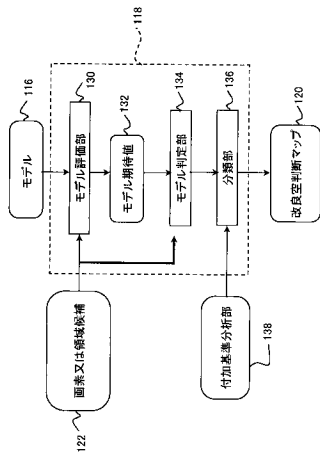 モデル
116
118
モデル評価部
130
モデル期待値
132
モデル判定部
134
分類部
136
改良空判断マップ
120
画素又は領域候補
122
付加基準分析部
138